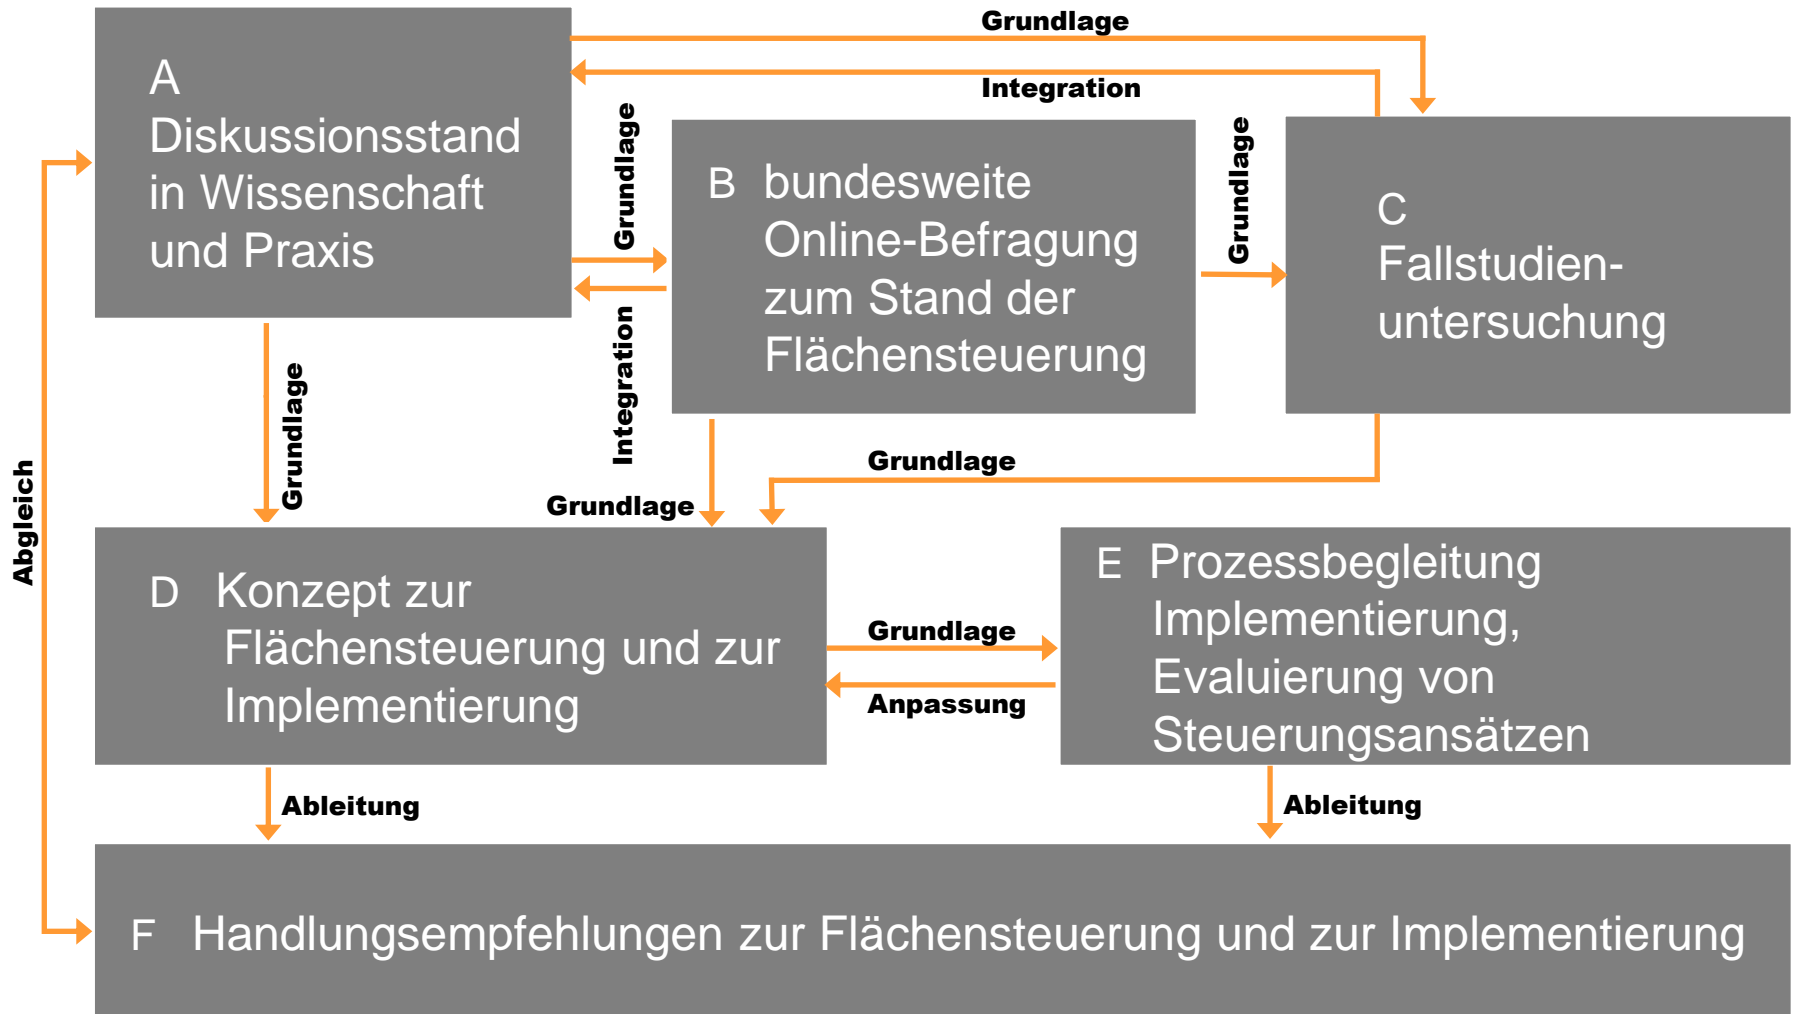 Grundlage
Integration
A
Diskussionsstand
in Wissenschaft
und Praxis
Grundlage
Integration
B bundesweite
Online-Befragung
zum Stand der
Flächensteuerung
Grundlage
C
Fallstudien-
untersuchung
Grundlage
Grundlage
Grundlage
Abgleich
D Konzept zur
Flächensteuerung und zur
Implementierung
Grundlage
Anpassung
E Prozessbegleitung
Implementierung,
Evaluierung von
Steuerungsansätzen
Ableitung
Ableitung
F Handlungsempfehlungen zur Flächensteuerung und zur Implementierung